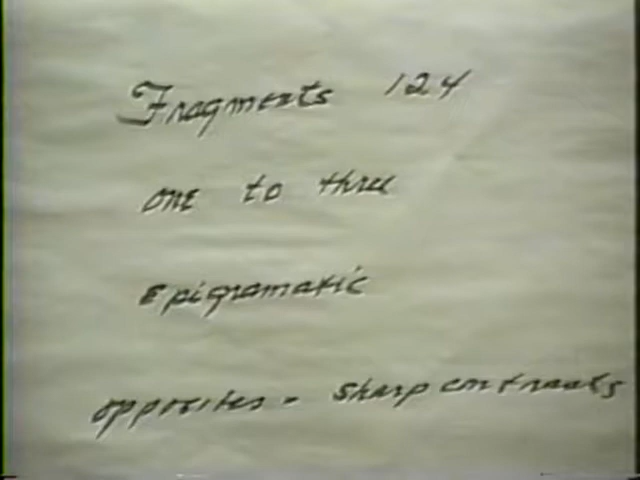 Fragments 124
one to three
Epigramatic
opposites - sharp contrasts